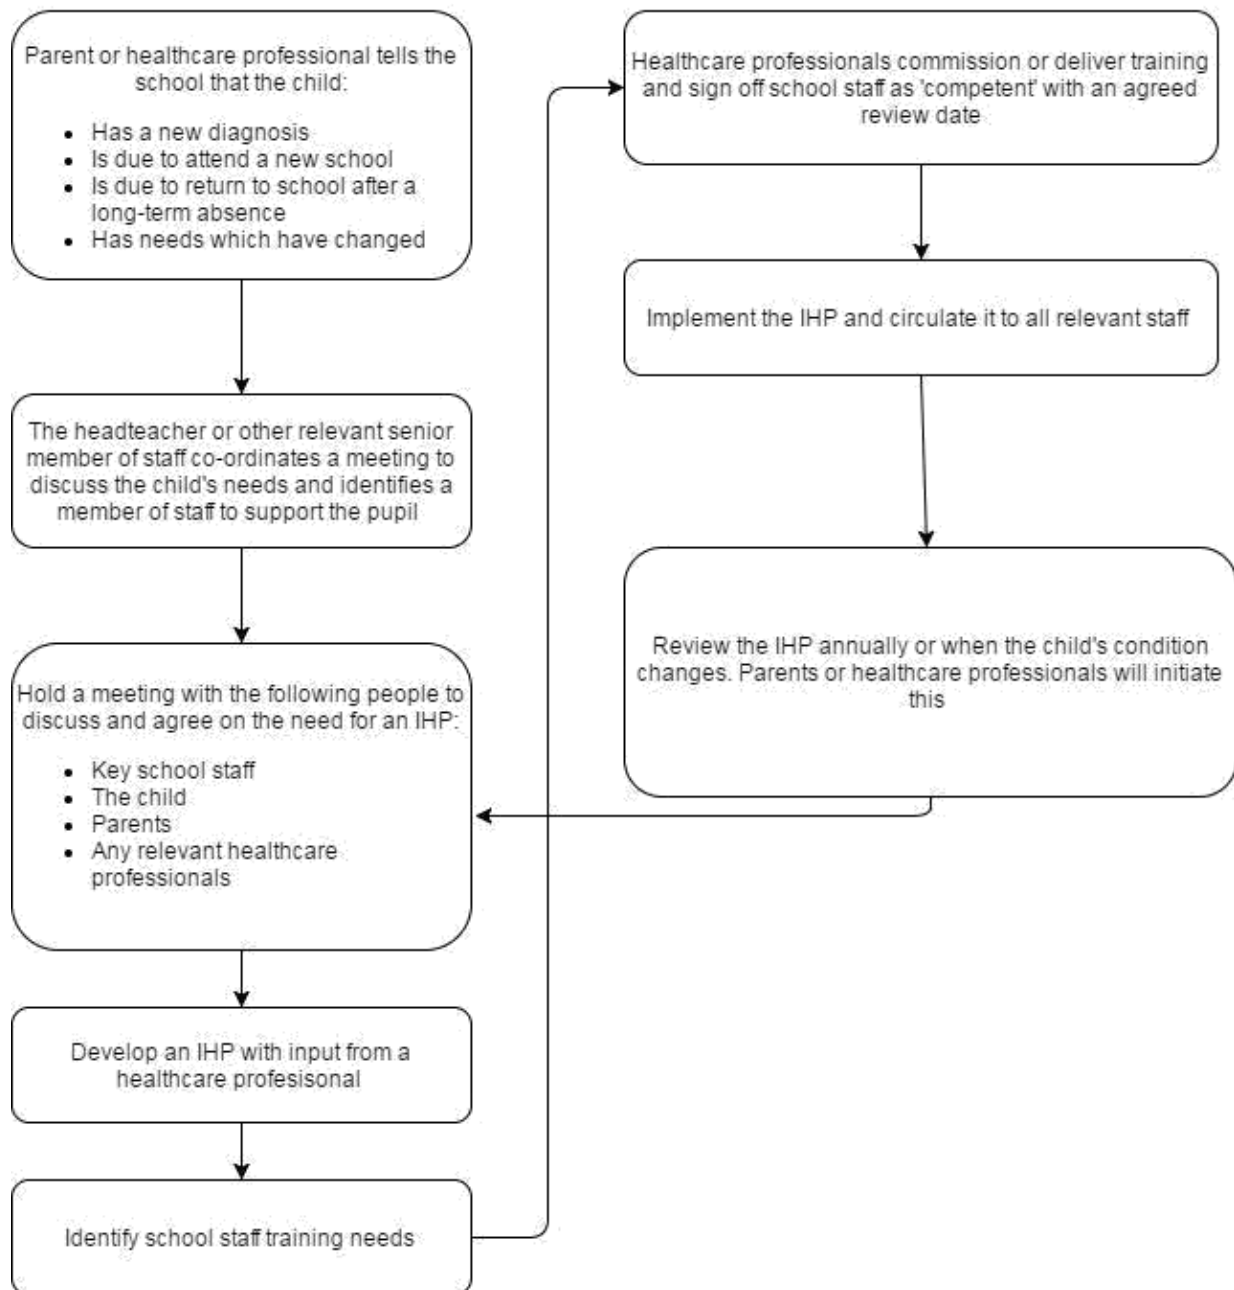 Parent or healthcare professional tells the
school that the child:
• Has a new diagnosis
• Is due to attend a new school
• Is due to return to school after a
long-term absence
• Has needs which have changed
The headteacher or other relevant senior
member of staff co-ordinates a meeting to
discuss the child's needs and identifies a
member of staff to support the pupil
Hold a meeting with the following people to
discuss and agree on the need for an IHP:
• Key school staff
• The child
• Parents
• Any relevant healthcare
professionals
Develop an IHP with input from a
healthcare profesisonal
Identify school staff training needs
Healthcare professionals commission or deliver training
and sign off school staff as 'competent' with an agreed
review date
Implement the IHP and circulate it to all relevant staff
Review the IHP annually or when the child's condition
changes. Parents or healthcare professionals will initiate
this